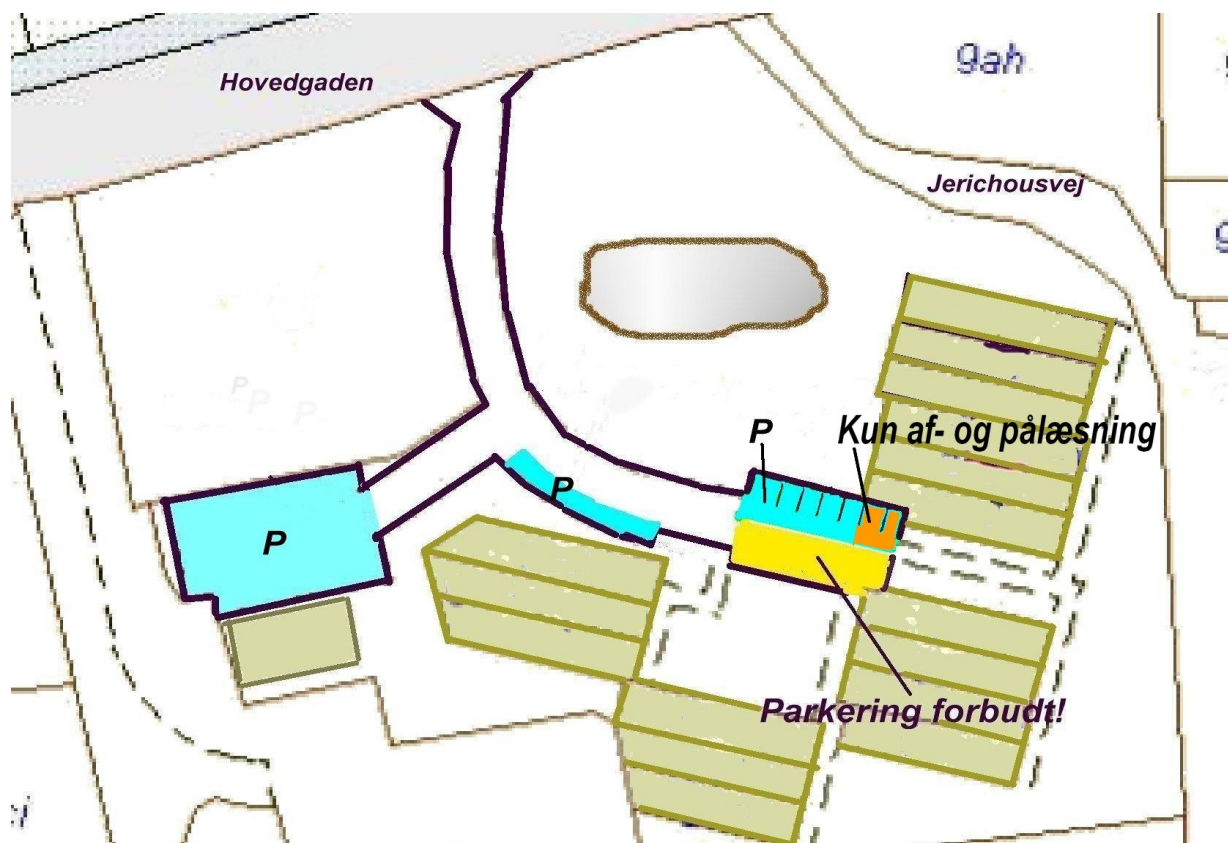 9ah
Hovedgaden
Jerichousvej
P
P
P
P Kun af- og pålæsning
P
P
Parkering forbudt!